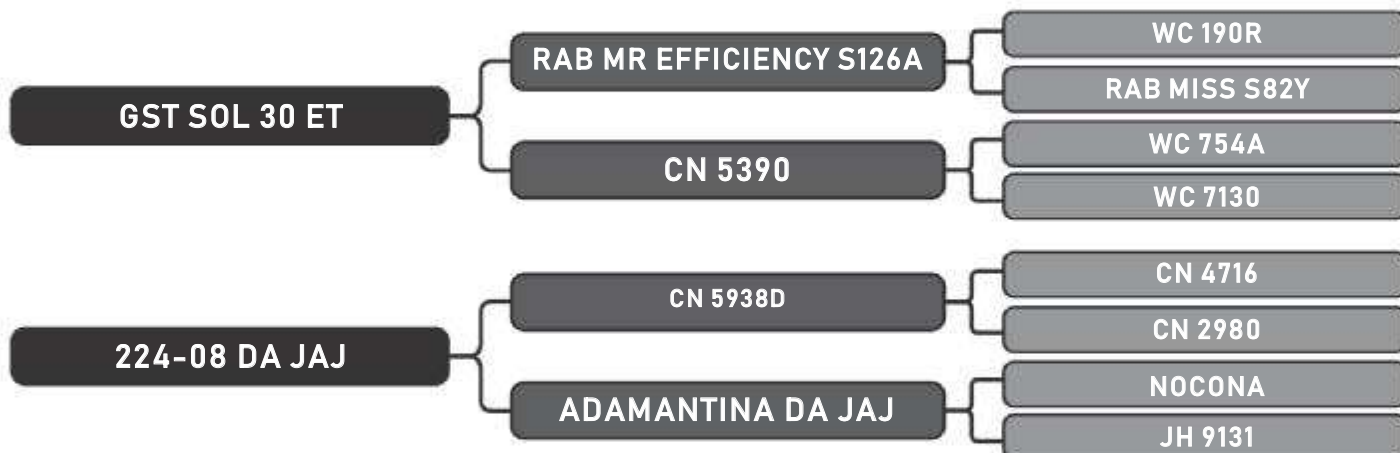 GST SOL 30 ET
RAB MR EFFICIENCY S126A
WC 190R
RAB MISS S82Y
CN 5390
WC 754A
WC 7130
224-08 DA JAJ
CN 5938D
CN 4716
CN 2980
ADAMANTINA DA JAJ
NOCONA
JH 9131